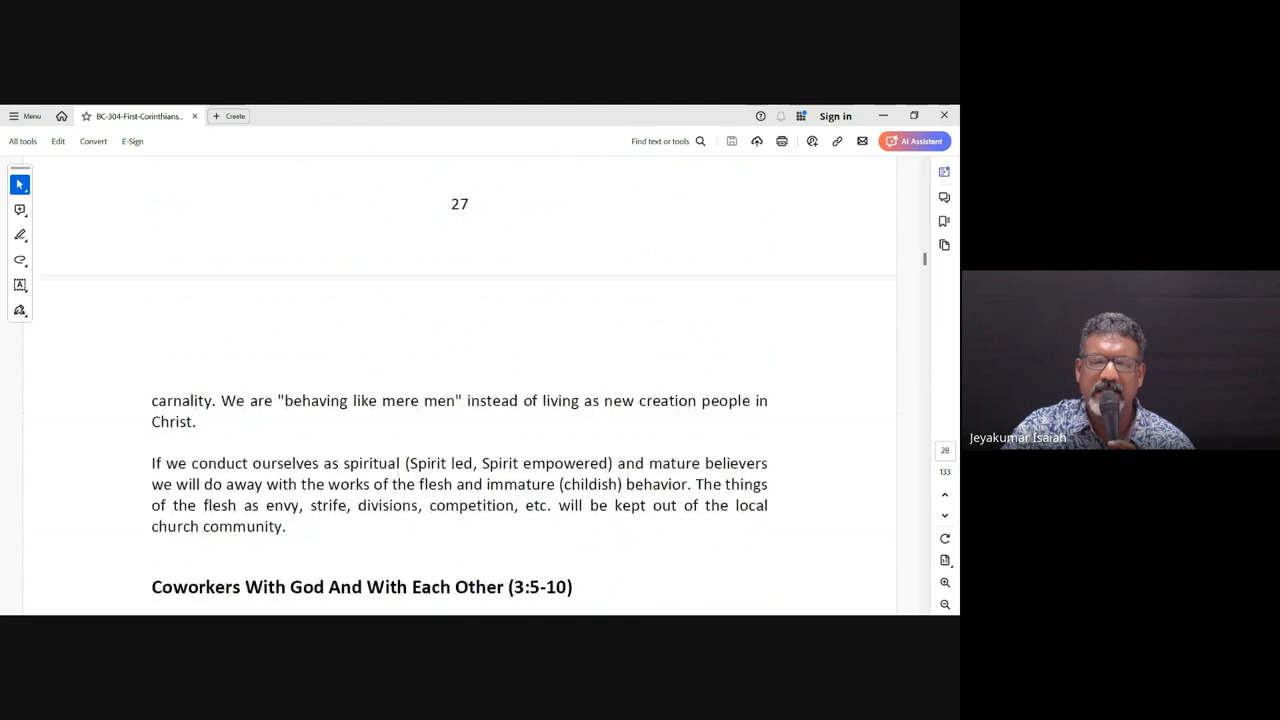 Menu
BC-304-First-Corinthians...
Create
Sign in
All tools
Edit
Convert
E-Sign
Find text or tools
AI Assistant
27
carnality. We are "behaving like mere men" instead of living as new creation people in
Christ.
If we conduct ourselves as spiritual (Spirit led, Spirit empowered) and mature believers
we will do away with the works of the flesh and immature (childish) behavior. The things
of the flesh as envy, strife, divisions, competition, etc. will be kept out of the local
church community.
Coworkers With God And With Each Other (3:5-10)
28
133
Jeyakumar Isaiah